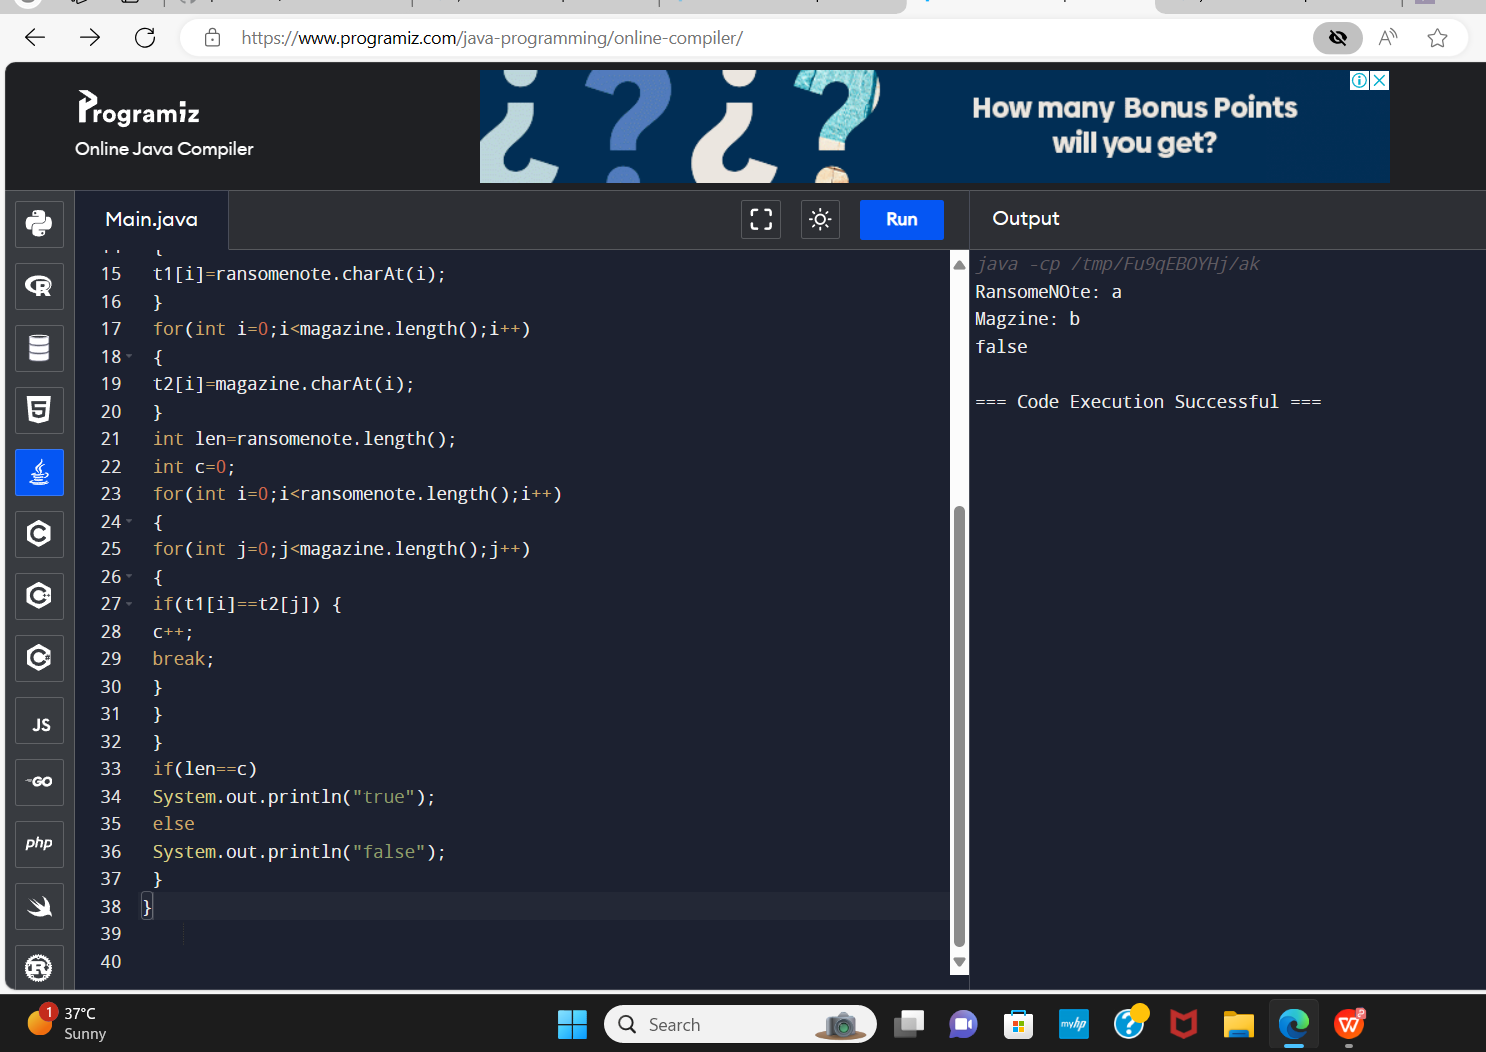 https://www.programiz.com/java-programming/online-compiler/
Programiz
Online Java Compiler
How many Bonus Points
will you get?
Main.java
Run
Output
15 t1[i]=ransomenote.charAt(i);
16 }
17 for(int i=0;i<magazine.length();i++)
18 {
19 t2[i]=magazine.charAt(i);
20 }
21 int len=ransomenote.length();
22 int c=0;
23 for(int i=0;i<ransomenote.length();i++)
24 {
25 for(int j=0;j<magazine.length();j++)
26 {
27 if(t1[i]==t2[j]) {
28 c++;
29 break;
30 }
31 }
32 }
33 if(len==c)
34 System.out.println("true");
35 else
36 System.out.println("false");
37 }
38 }
39
40
java -cp /tmp/Fu9qEBOYHj/ak
RansomeNOte: a
Magzine: b
false
=== Code Execution Successful ===
R
5
C
C++
C#
JS
GO
php
R
1
37°C
Sunny
Search
myhp
?
W